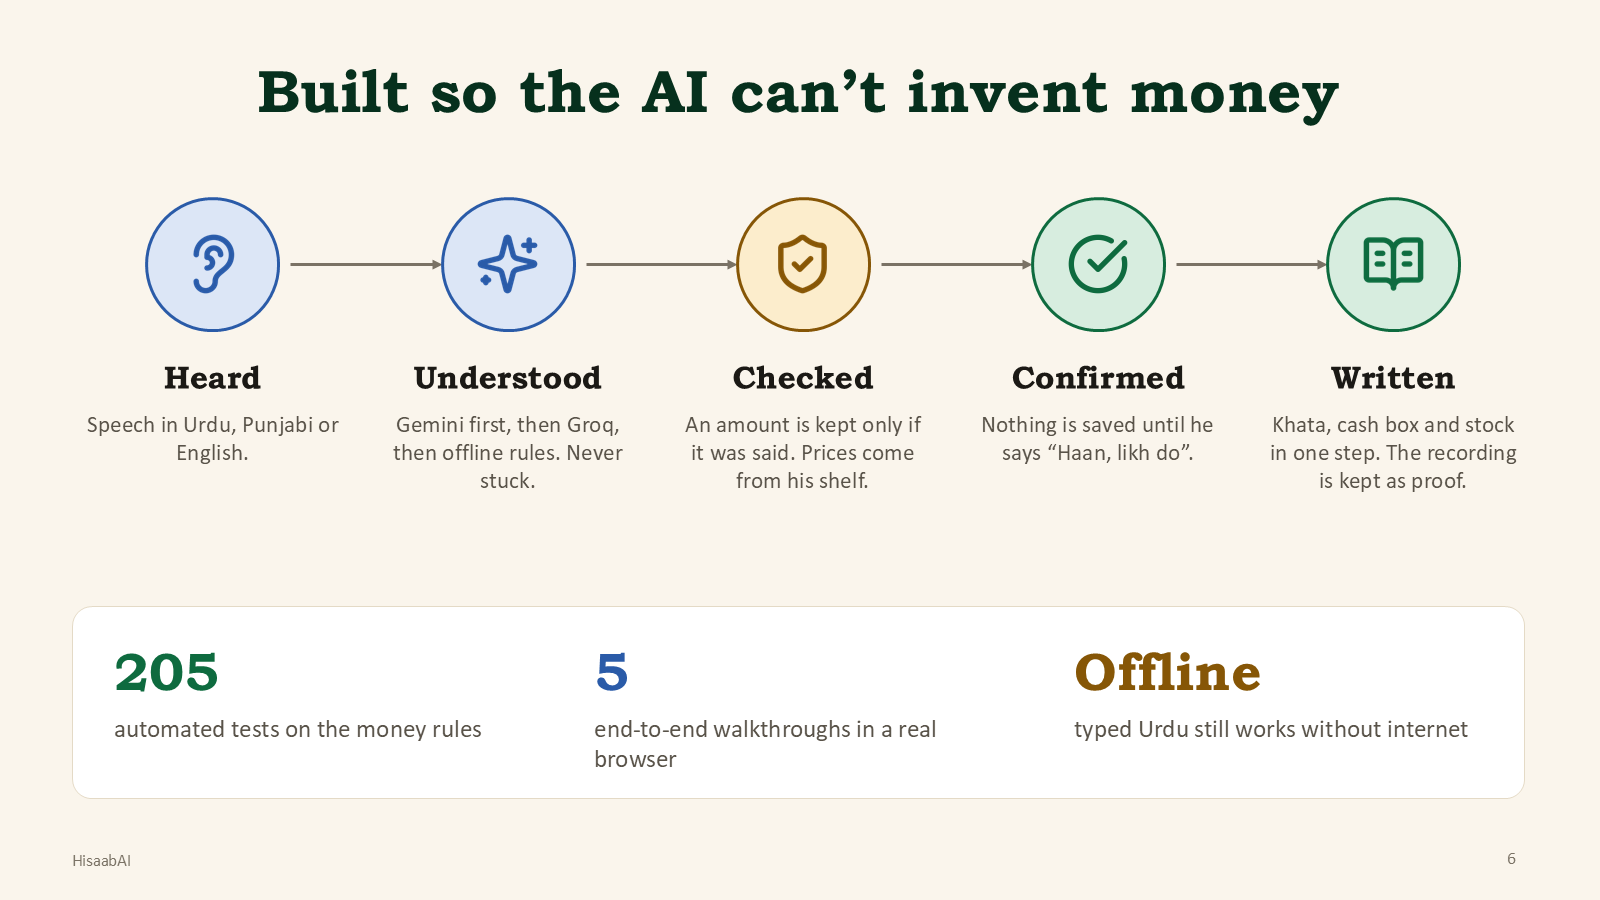 Built so the AI can’t invent money
Heard
Speech in Urdu, Punjabi or
English.
Understood
Gemini first, then Groq,
then offline rules. Never
stuck.
Checked
An amount is kept only if
it was said. Prices come
from his shelf.
Confirmed
Nothing is saved until he
says “Haan, likh do”.
Written
Khata, cash box and stock
in one step. The recording
is kept as proof.
205
automated tests on the money rules
5
end-to-end walkthroughs in a real
browser
Offline
typed Urdu still works without internet
HisaabAI
6